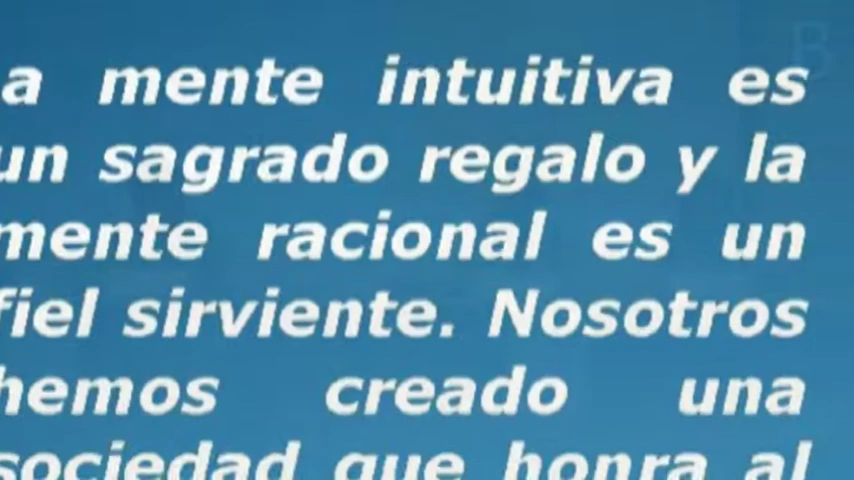 a mente intuitiva es
un sagrado regalo y la
mente racional es un
fiel sirviente. Nosotros
hemos creado una
sociedad que honra al